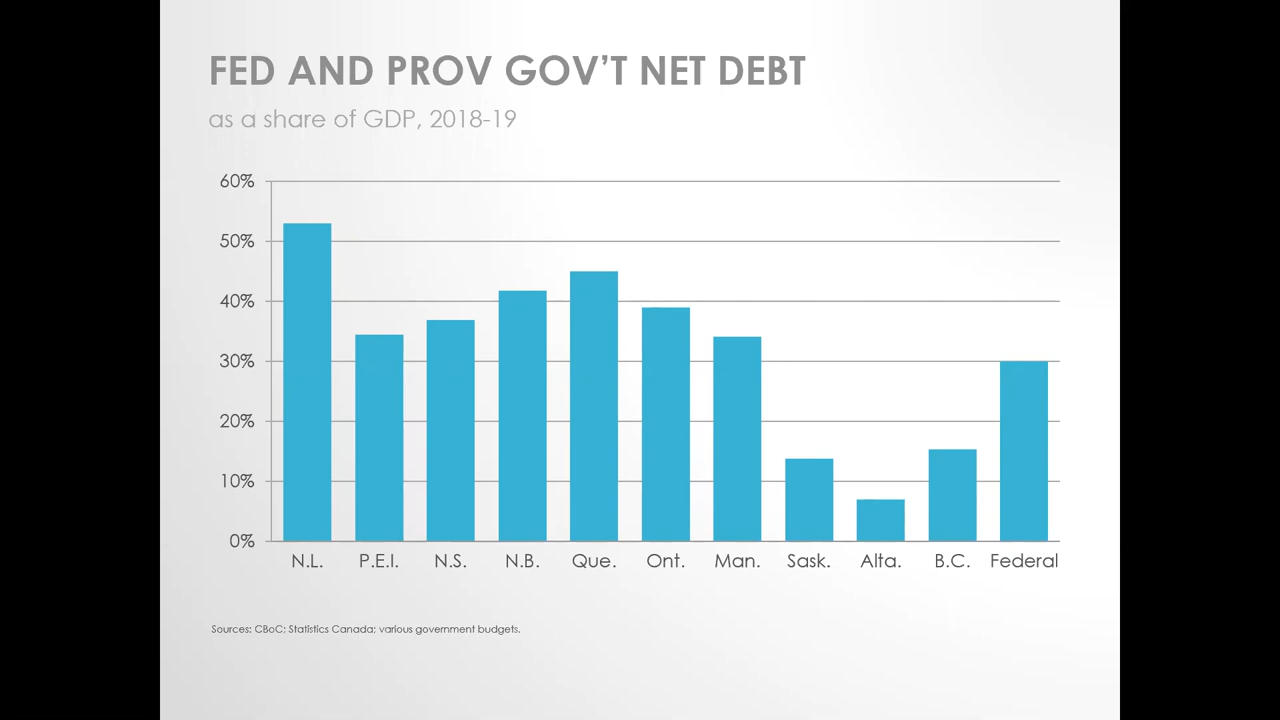 FED AND PROV GOV'T NET DEBT
as a share of GDP, 2018-19
60%
50%
40%
30%
20%
10%
0%
N.L. P.E.I. N.S. N.B. Que. Ont. Man. Sask. Alta. B.C. Federal
Sources: CBoC; Statistics Canada; various government budgets.